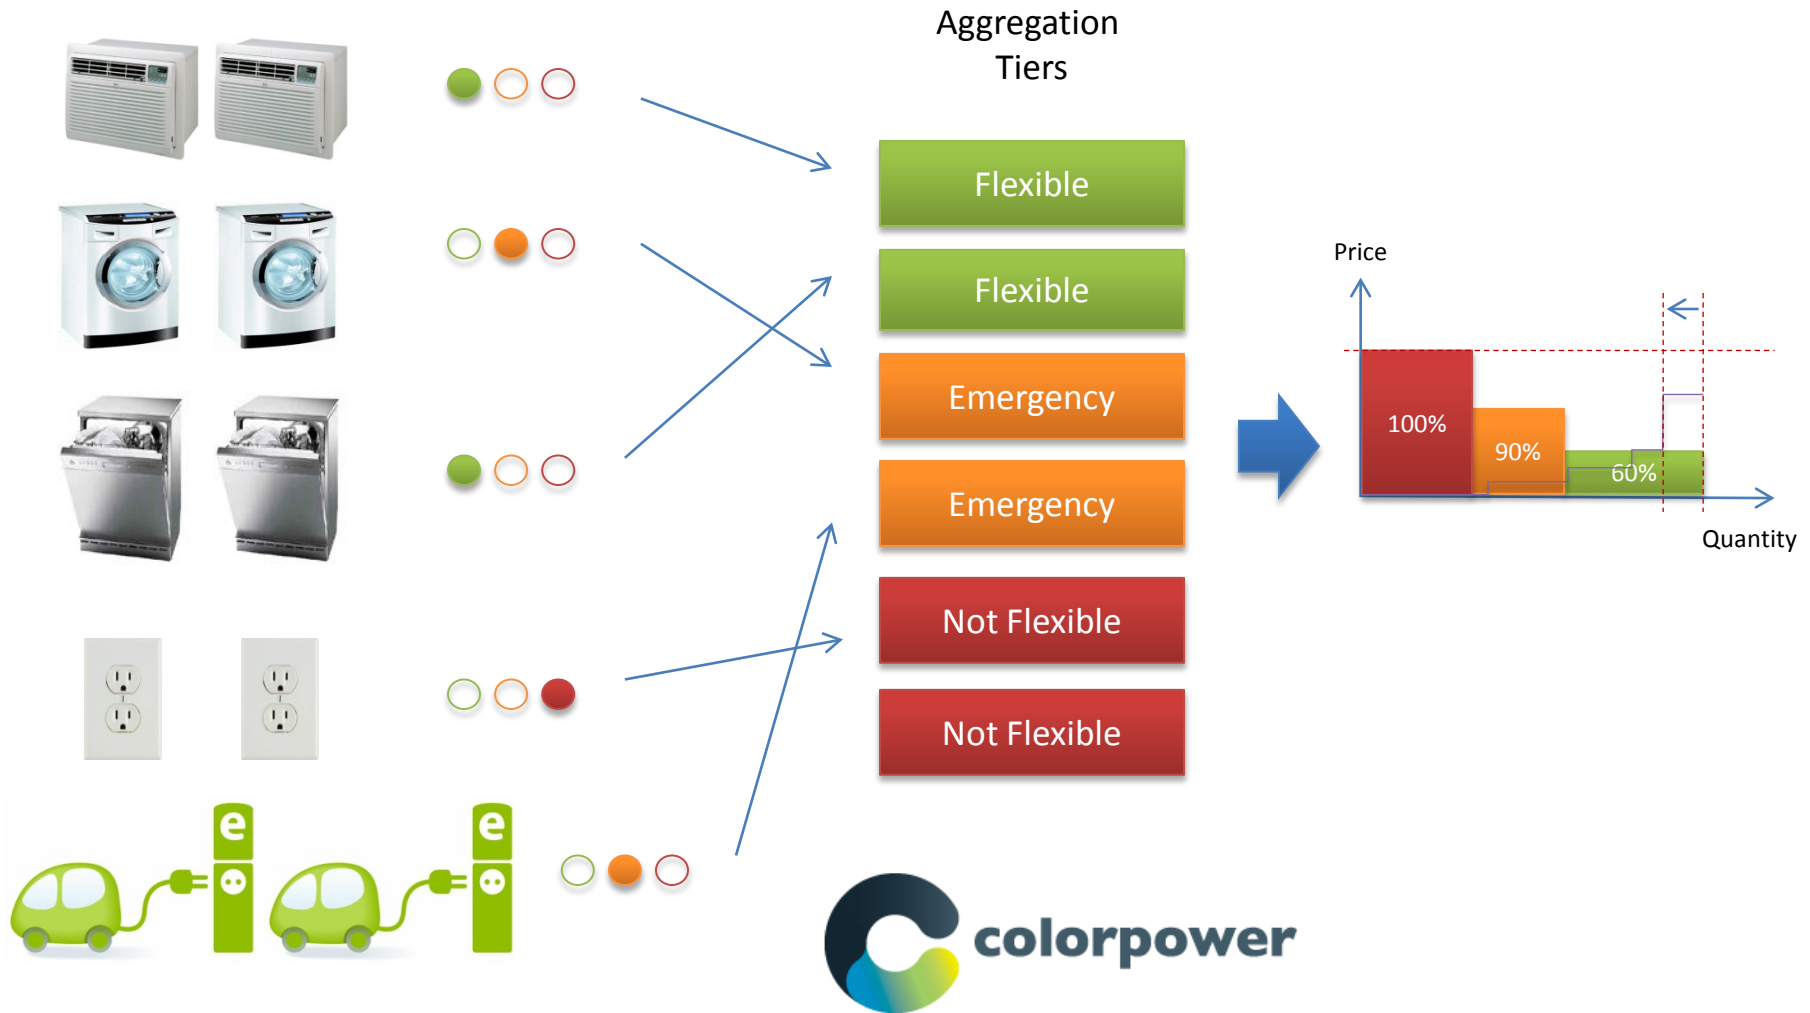 Aggregation
Tiers
Flexible
Flexible
Emergency
Emergency
Not Flexible
Not Flexible
Price
100%
90%
60%
Quantity
e
e
colorpower